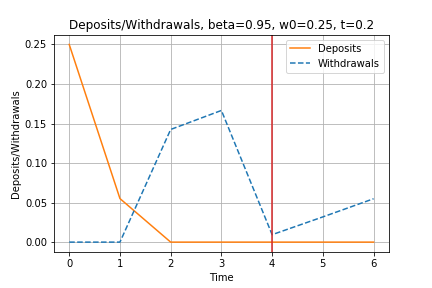 Deposits/Withdrawals, beta=0.95, w0=0.25, t=0.2
Deposits
Withdrawals
Deposits/Withdrawals
0.25
0.20
0.15
0.10
0.05
0.00
0 1 2 3 4 5 6
Time